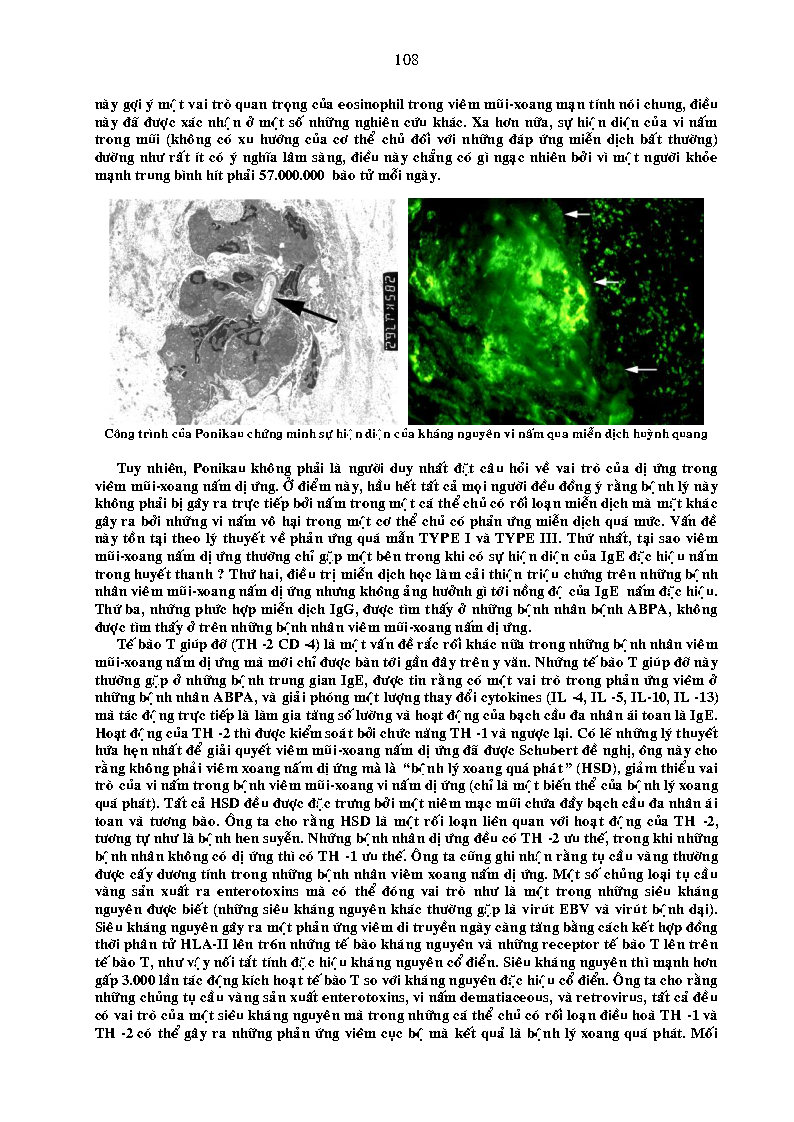 108
này gợi ý một vai trò quan trọng của eosinophil trong viêm mũi-xoang mạn tính nói chung, điều
này đã được xác nhận ở một số những nghiên cứu khác. Xa hơn nữa, sự hiện diện của vi nấm
trong mũi (không có xu hướng của cơ thể chủ đối với những đáp ứng miễn dịch bất thường)
dường như rất ít có ý nghĩa lâm sàng, điều này chẳng có gì ngạc nhiên bởi vì một người khỏe
mạnh trung bình hít phải 57.000.000 bào tử mỗi ngày.
Công trình của Ponikau chứng minh sự hiện diện của kháng nguyên vi nấm qua miễn dịch huỳnh quang
Tuy nhiên, Ponikau không phải là người duy nhất đặt câu hỏi về vai trò của dị ứng trong
viêm mũi-xoang nấm dị ứng. Ở điểm này, hầu hết tất cả mọi người đều đồng ý rằng bệnh lý này
không phải bị gây ra trực tiếp bởi nấm trong một cá thể chủ có rối loạn miễn dịch mà mặt khác
gây ra bởi những vi nấm vô hại trong một cơ thể chủ có phản ứng miễn dịch quá mức. Vấn đề
này tồn tại theo lý thuyết về phản ứng quá mẫn TYPE I và TYPE III. Thứ nhất, tại sao viêm
mũi-xoang nấm dị ứng thường chỉ gặp một bên trong khi có sự hiện diện của IgE đặc hiệu nấm
trong huyết thanh ? Thứ hai, điều trị miễn dịch học làm cải thiện triệu chứng trên những bệnh
nhân viêm mũi-xoang nấm dị ứng nhưng không ảng hưởnh gì tới nồng độ của IgE nấm đặc hiệu.
Thứ ba, những phức hợp miễn dịch IgG, được tìm thấy ở những bệnh nhân bệnh ABPA, không
được tìm thấy ở trên những bệnh nhân viêm mũi-xoang nấm dị ứng.
Tế bào T giúp đỡ (TH -2 CD -4) là một vấn đề rắc rối khác nữa trong những bệnh nhân viêm
mũi-xoang nấm dị ứng mà mới chỉ được bàn tới gần đây trên y văn. Những tế bào T giúp đỡ này
thường gặp ở những bệnh trung gian IgE, được tin rằng có một vai trò trong phản ứng viêm ở
những bệnh nhân ABPA, và giải phóng một lượng thay đổi cytokines (IL -4, IL -5, IL-10, IL -13)
mà tác động trực tiếp là làm gia tăng số lường và hoạt động của bạch cầu đa nhân ái toan là IgE.
Hoạt động của TH -2 thì được kiểm soát bởi chức năng TH -1 và ngược lại. Có lẽ những lý thuyết
hứa hẹn nhất để giải quyết viêm mũi-xoang nấm dị ứng đã được Schubert đề nghị, ông này cho
rằng không phải viêm xoang nấm dị ứng mà là “bệnh lý xoang quá phát” (HSD), giảm thiểu vai
trò của vi nấm trong bệnh viêm mũi-xoang vi nấm dị ứng (chỉ là một biến thể của bệnh lý xoang
quá phát). Tất cả HSD đều được đặc trưng bởi một niêm mạc mũi chứa đầy bạch cầu đa nhân ái
toan và tương bào. Ông ta cho rằng HSD là một rối loạn liên quan với hoạt động của TH -2,
tương tự như là bệnh hen suyễn. Những bệnh nhân dị ứng đều có TH -2 ưu thế, trong khi những
bệnh nhân không có dị ứng thì có TH -1 ưu thế. Ông ta cũng ghi nhận rằng tụ cầu vàng thường
được cấy dương tính trong những bệnh nhân viêm xoang nấm dị ứng. Một số chủng loại tụ cầu
vàng sản xuất ra enterotoxins mà có thể đóng vai trò như là một trong những siêu kháng
nguyên được biết (những siêu kháng nguyên khác thường gặp là virút EBV và virút bệnh dại).
Siêu kháng nguyên gây ra một phản ứng viêm di truyền ngày càng tăng bằng cách kết hợp đồng
thời phân tử HLA-II lên trên những tế bào kháng nguyên và những receptor tế bào T lên trên
tế bào T, như vậy nối tắt tính đặc hiệu kháng nguyên cổ điển. Siêu kháng nguyên thì mạnh hơn
gấp 3.000 lần tác động kích hoạt tế bào T so với kháng nguyên đặc hiệu cổ điển. Ông ta cho rằng
những chủng tụ cầu vàng sản xuất enterotoxins, vi nấm dematiaceous, và retrovirus, tất cả đều
có vai trò của một siêu kháng nguyên mà trong những cá thể chủ có rối loạn điều hoà TH -1 và
TH -2 có thể gây ra những phản ứng viêm cục bộ mà kết quả là bệnh lý xoang quá phát. Mối